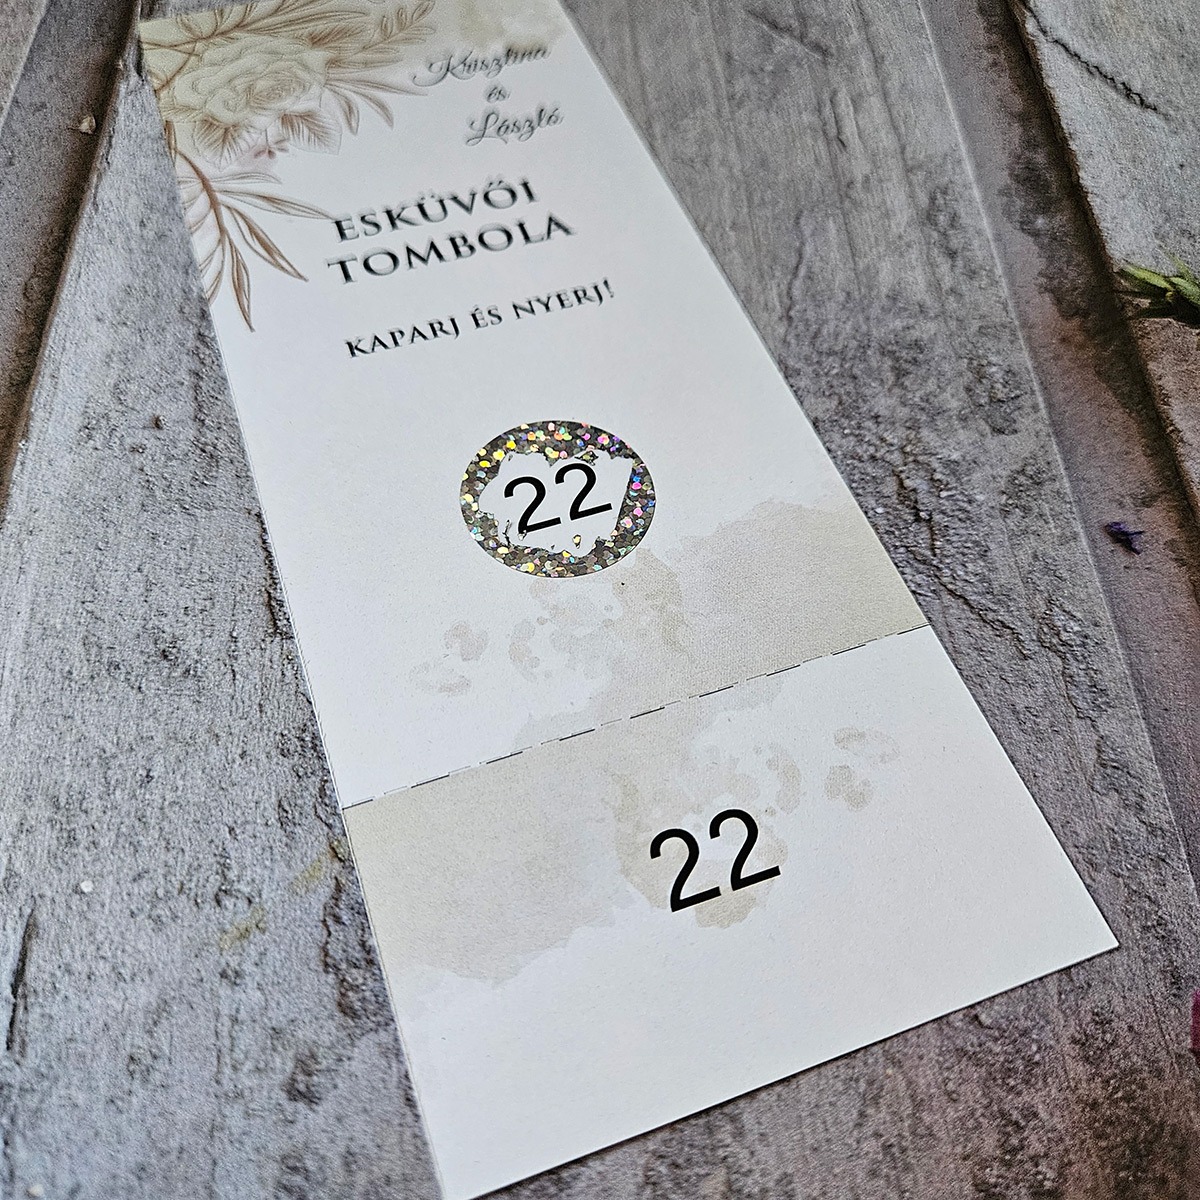 Krisztina
és
László
ESKÜVŐI
TOMBOLA
KAPARJ ÉS NYERJ!
22
22